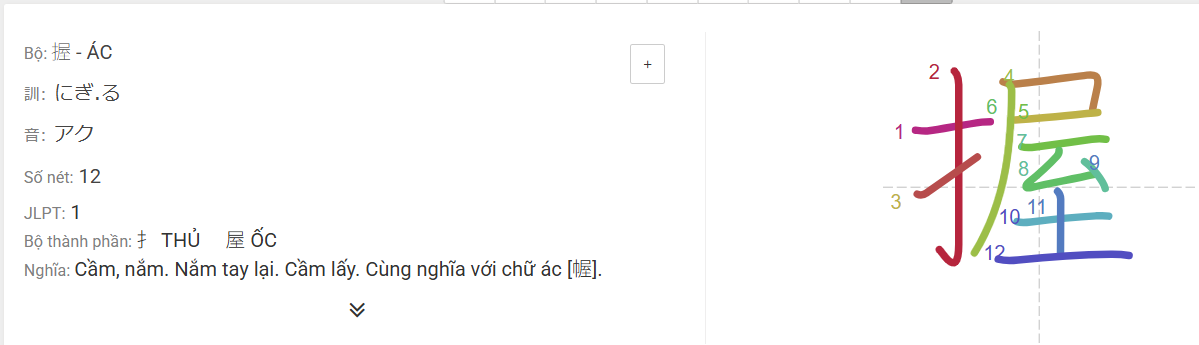 Bộ: 握 - ÁC
+
訓: にぎ.る
音: アク
Số nét: 12
JLPT: 1
Bộ thành phần: 扌 THỦ 屋 ỐC
Nghĩa: Cầm, nắm. Nắm tay lại. Cầm lấy. Cùng nghĩa với chữ ác [幄].
握
1
2
3
4
5
6
7
8
9
10
11
12